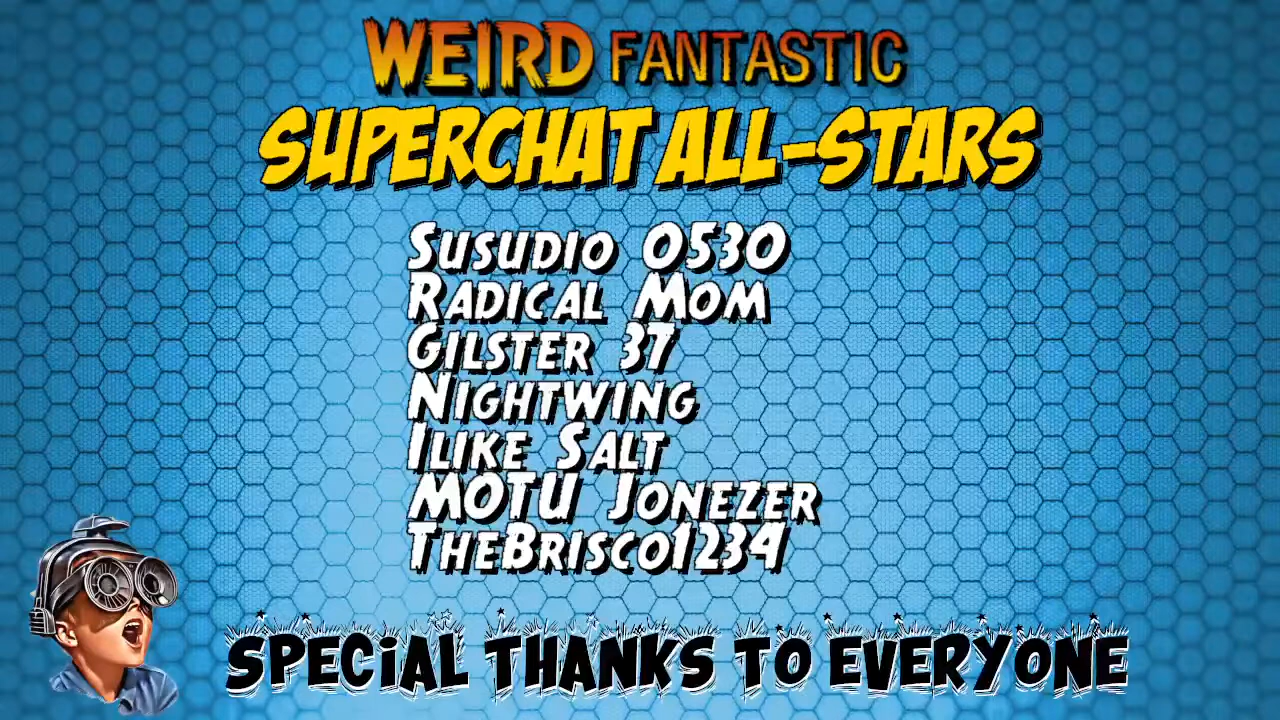 WEIRD FANTASTIC
SUPERCHAT ALL-STARS
SUSUDIO 0530
RADICAL MOM
GILSTER 37
NIGHTWING
ILIKE SALT
MOTU JONEZER
THEBRISCO1234
SPECiAL THANKS TO EVERYONE